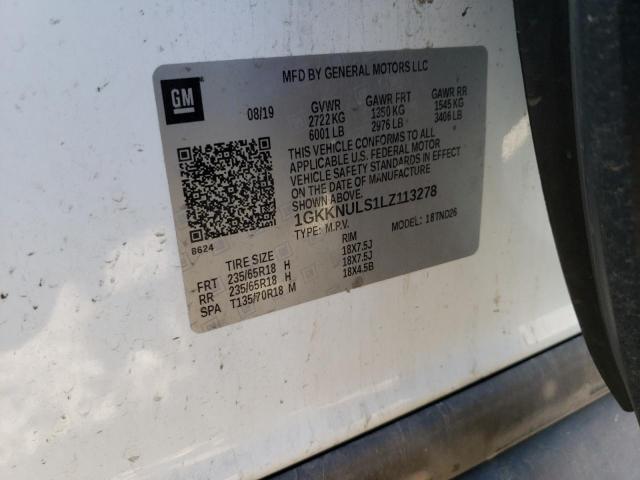 MFD BY GENERAL MOTORS LLC
GM
08/19
GVWR GAWR FRT GAWR RR
2722 KG 1350 KG 1545 KG
6001 LB 2976 LB 3406 LB
THIS VEHICLE CONFORMS TO ALL
APPLICABLE U.S. FEDERAL MOTOR
VEHICLE SAFETY STANDARDS IN EFFECT
ON THE DATE OF MANUFACTURE
SHOWN ABOVE.
1GKKNULS1LZ113278
TYPE: M.P.V. MODEL: 18TND26
8624
TIRE SIZE RIM
FRT 235/65R18 H 18X7.5J
RR 235/65R18 H 18X7.5J
SPA T135/70R18 M 18X4.5B